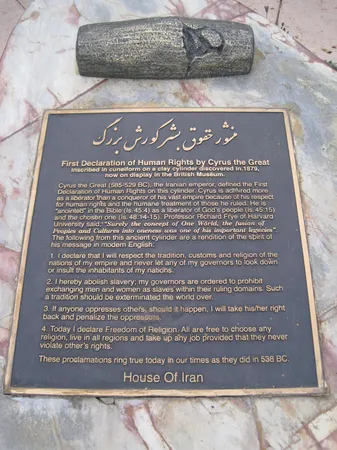 منشور حقوق بشر کورش بزرگ
First Declaration of Human Rights by Cyrus the Great
Inscribed in cuneiform on a clay cylinder discovered in 1879,
now on display in the British Museum.
Cyrus the Great (585-529 BC), the Iranian emperor, defined the First
Declaration of Human Rights on this cylinder. Cyrus is admired more
as a liberator than a conqueror of his vast empire because of his respect
for human rights and the humane treatment of those he ruled. He is
"anointed" in the Bible (Is.45:4) as a liberator of God's people (Is.45:15)
and the chosen one (Is.48:14-15). Professor Richard Frye of Harvard
University said: "Surely the concept of One World, the fusion of
Peoples and Cultures into oneness was one of his important legacies"
The following from this ancient cylinder are a rendition of the spirit of
his message in modern English:
1. I declare that I will respect the tradition, customs and religion of the
nations of my empire and never let any of my governors to look down
or insult the inhabitants of my nations.
2. I hereby abolish slavery; my governors are ordered to prohibit
exchanging men and women as slaves within their ruling domains. Such
a tradition should be exterminated the world over.
3. If anyone oppresses others, should it happen, I will take his/her right
back and penalize the oppressors.
4. Today I declare Freedom of Religion. All are free to choose any
religion, live in all regions and take up any job provided that they never
violate other's rights.
These proclamations ring true today in our times as they did in 538 BC.
House Of Iran